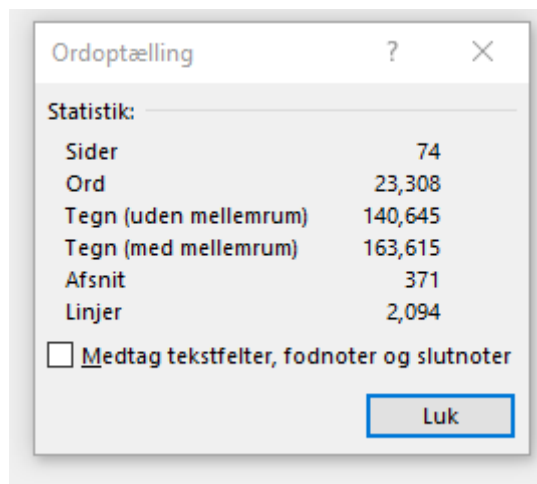 Ordoptælling ?
Statistik:
Sider 74
Ord 23,308
Tegn (uden mellemrum) 140,645
Tegn (med mellemrum) 163,615
Afsnit 371
Linjer 2,094
Medtag tekstfelter, fodnoter og slutnoter
Luk